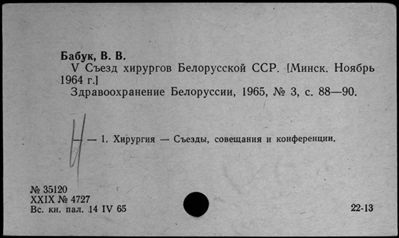 Бабук, В. В.
V Съезд хирургов Белорусской ССР. [Минск. Ноябрь
1964 г.]
Здравоохранение Белоруссии, 1965, № 3, с. 88—90.
— 1. Хирургия — Съезды, совещания и конференции.
№ 35120
XXIX № 4727
Вс. кн. пал. 14 IV 65
22-13